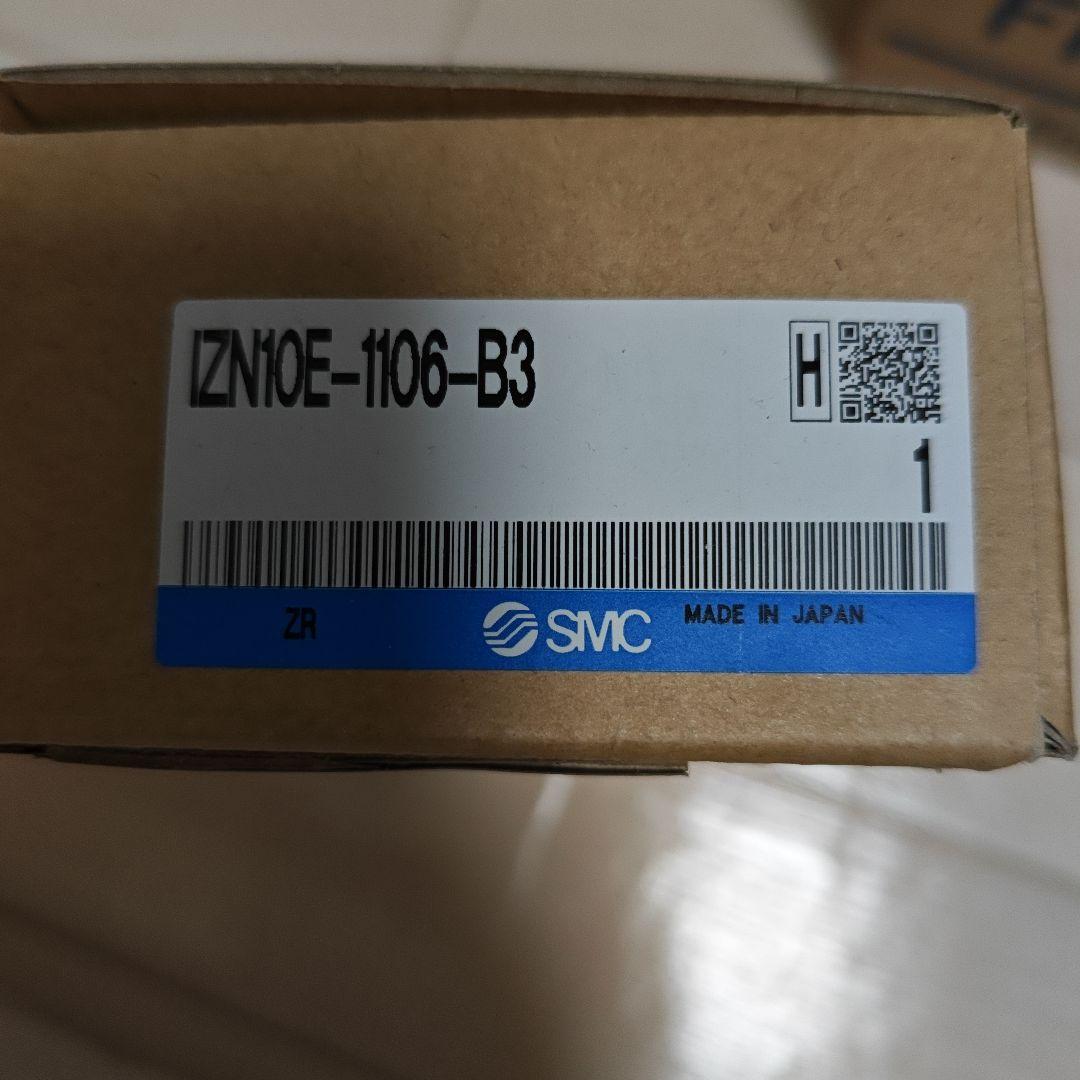 IZN10E-1106-B3
H
1
ZR
SMC
MADE IN JAPAN